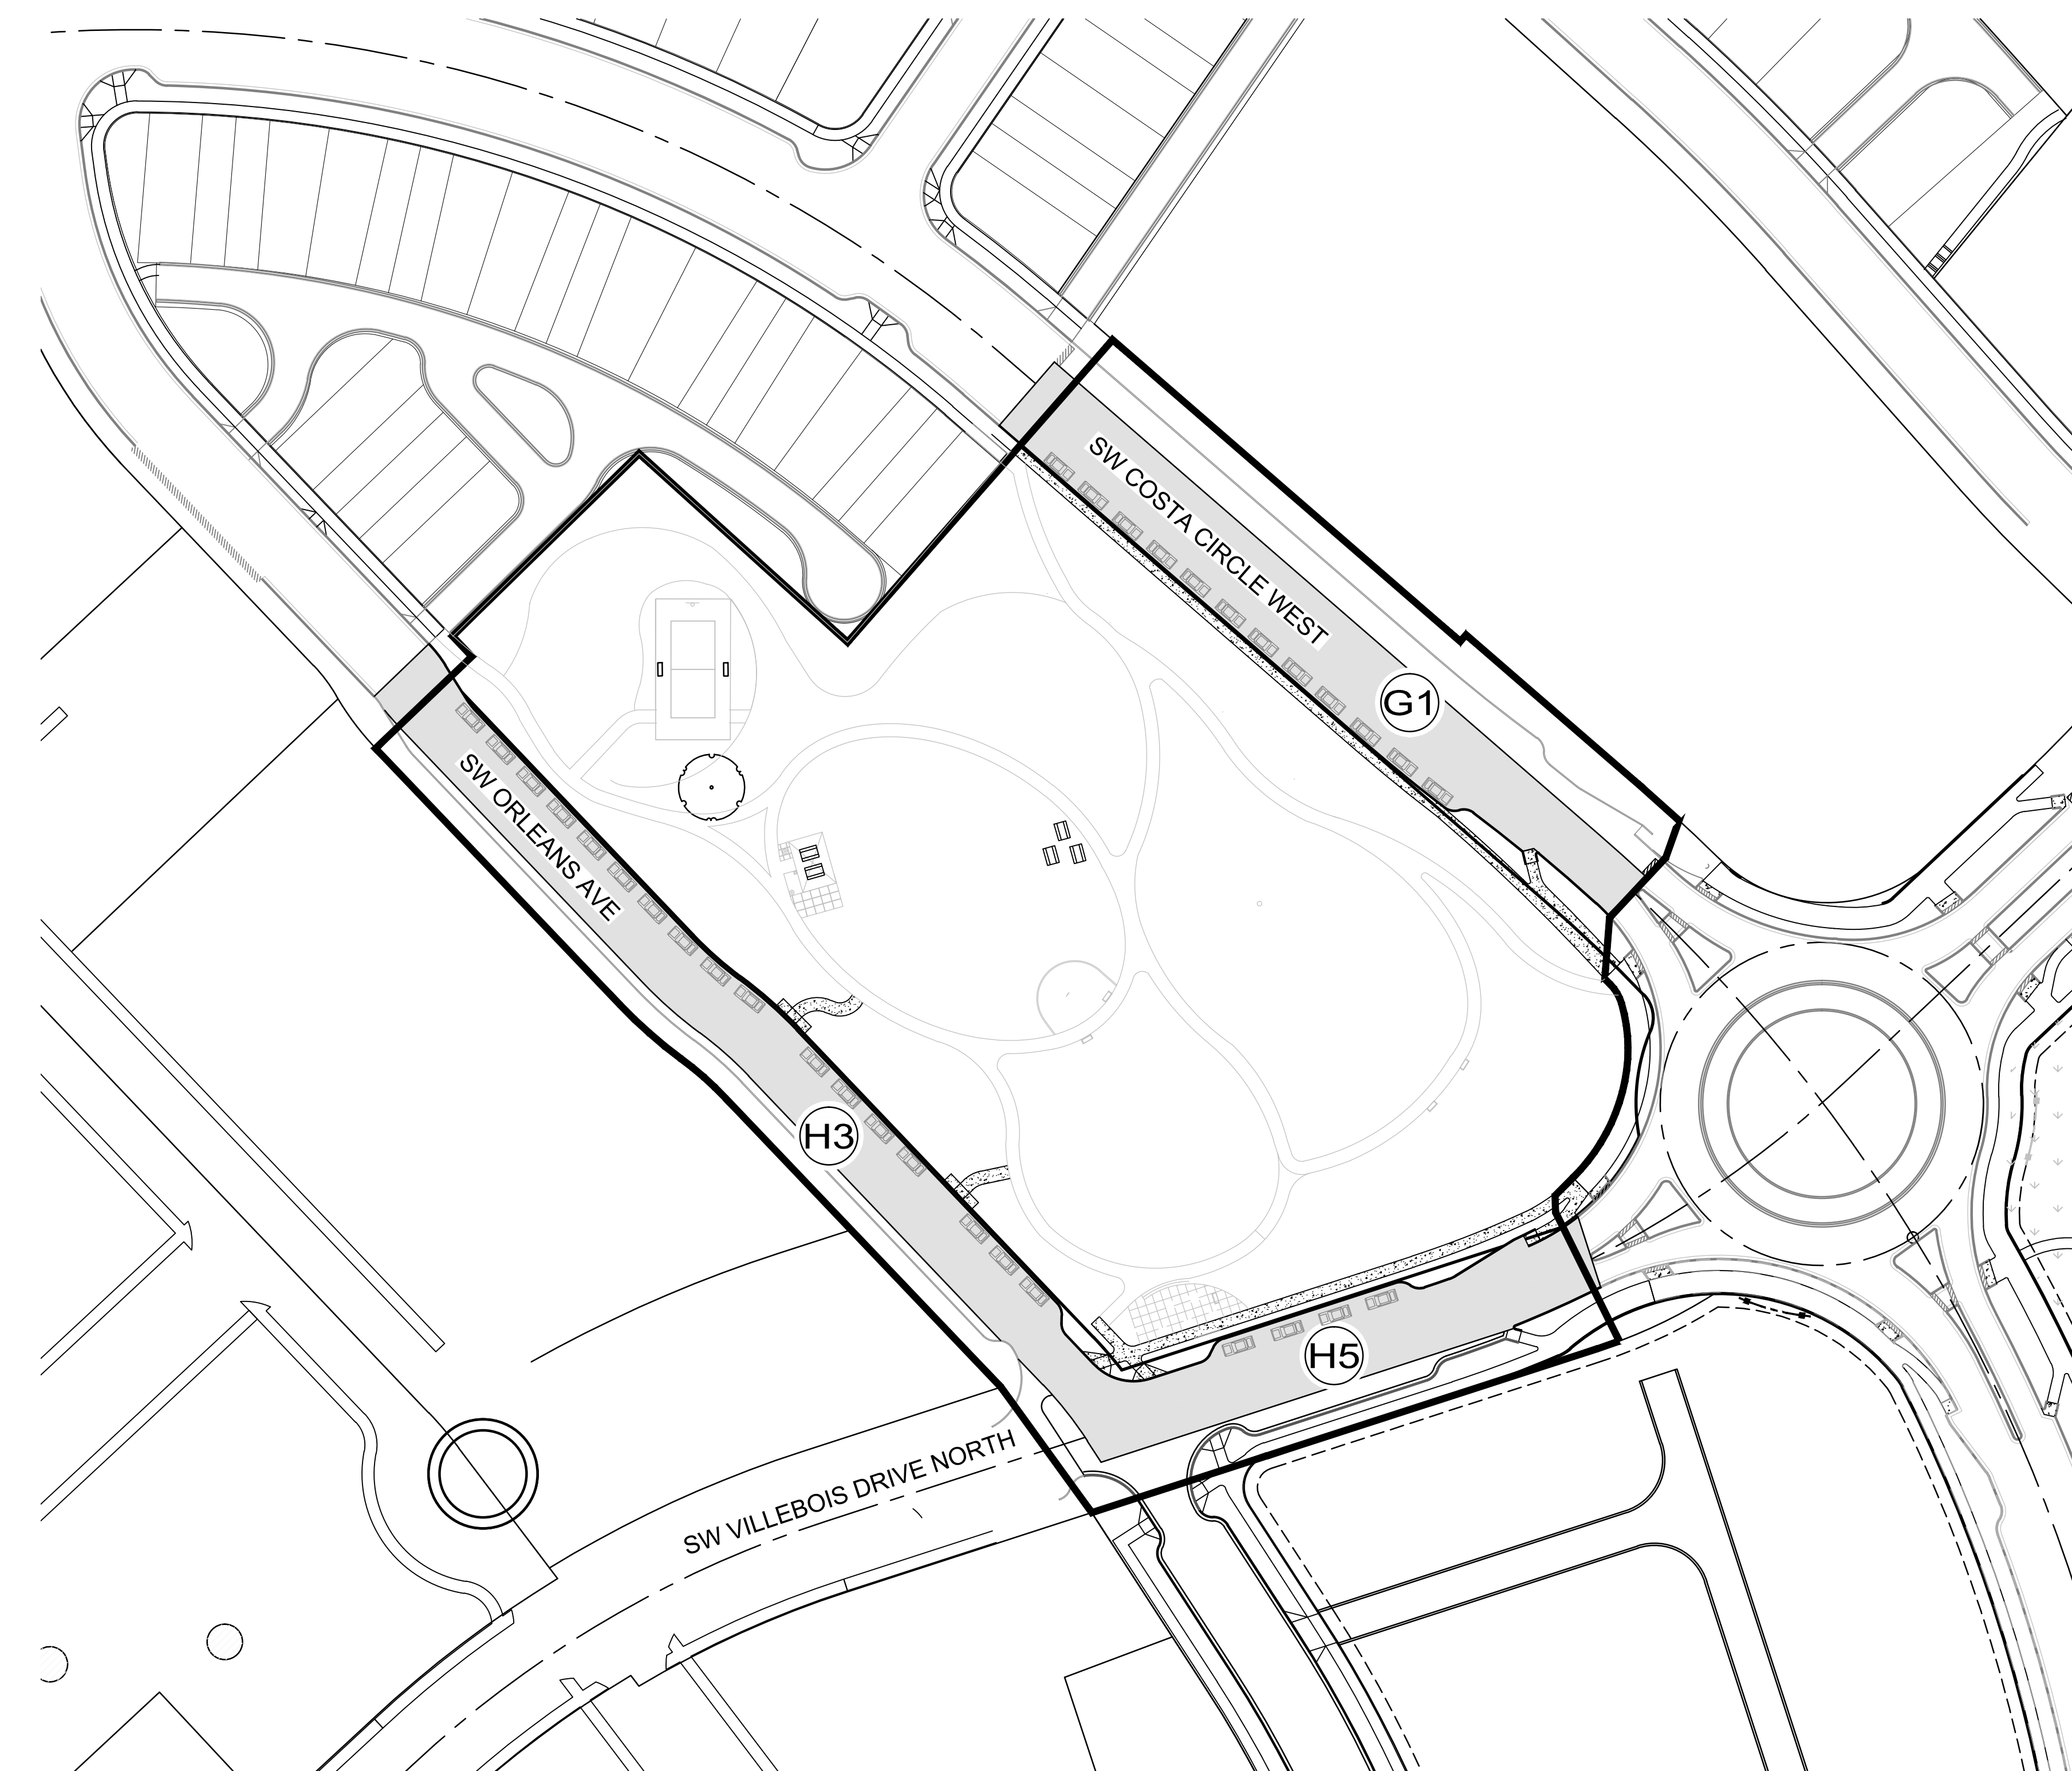 SW COSTA CIRCLE WEST
G1
SW ORLEANS AVE
H3
H5
SW VILLEBOIS DRIVE NORTH